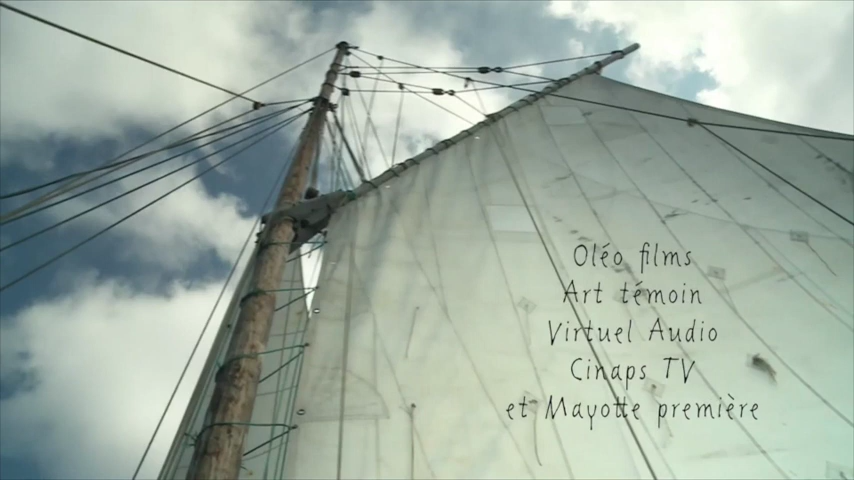 Oléo films
Art témoin
Virtuel Audio
Cinaps TV
et Mayotte première